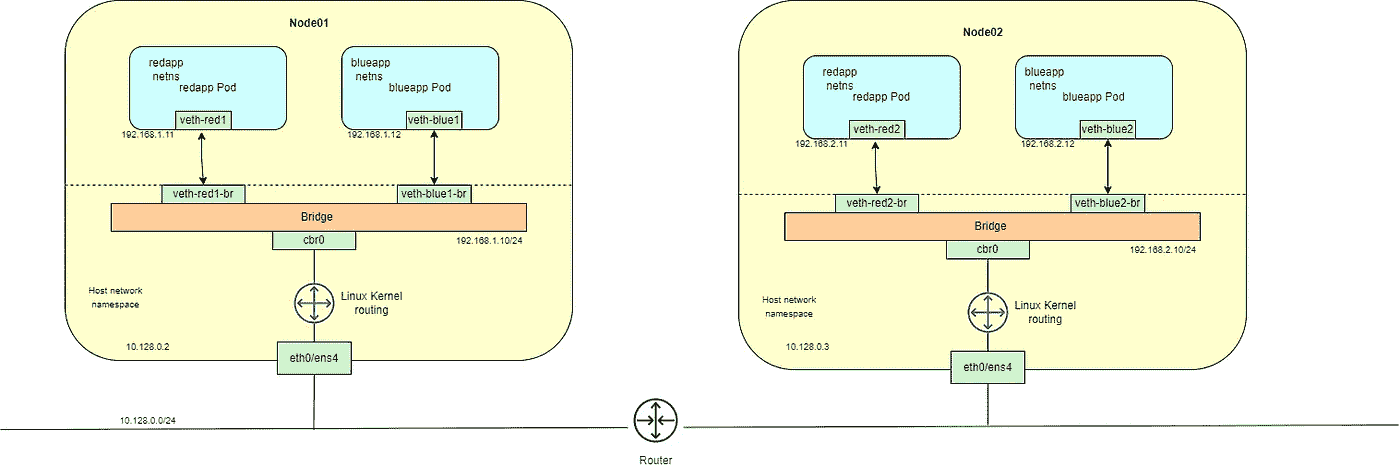 Node01
redapp
netns
redapp Pod
veth-red1
192.168.1.11
blueapp
netns
blueapp Pod
veth-blue1
192.168.1.12
veth-red1-br
veth-blue1-br
Bridge
cbr0
192.168.1.10/24
Host network
namespace
Linux Kernel
routing
10.128.0.2
eth0/ens4
10.128.0.0/24
Node02
redapp
netns
redapp Pod
veth-red2
192.168.2.11
blueapp
netns
blueapp Pod
veth-blue2
192.168.2.12
veth-red2-br
veth-blue2-br
Bridge
cbr0
192.168.2.10/24
Host network
namespace
Linux Kernel
routing
10.128.0.3
eth0/ens4
Router